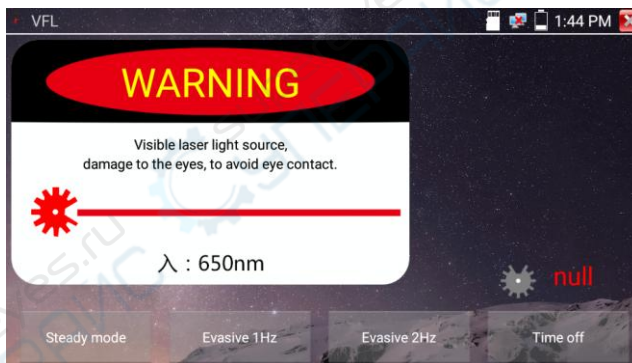 VFL
1:44 PM
WARNING
Visible laser light source,
damage to the eyes, to avoid eye contact.
入 : 650nm
null
Steady mode
Evasive 1Hz
Evasive 2Hz
Time off